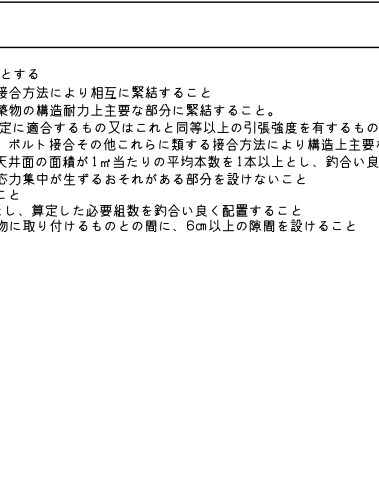 とする
接合方法により相互に緊結すること
築物の構造耐力上主要な部分に緊結すること。
定に適合するもの又はこれと同等以上の引張強度を有するもの
、ボルト接合その他これらに類する接合方法により構造上主要な
天井面の面積が1㎡当たりの平均本数を1本以上とし、釣合い良
応力集中が生ずるおそれがある部分を設けないこと
こと
とし、算定した必要組数を釣合い良く配置すること
物に取り付けるものとの間に、6㎝以上の隙間を設けること